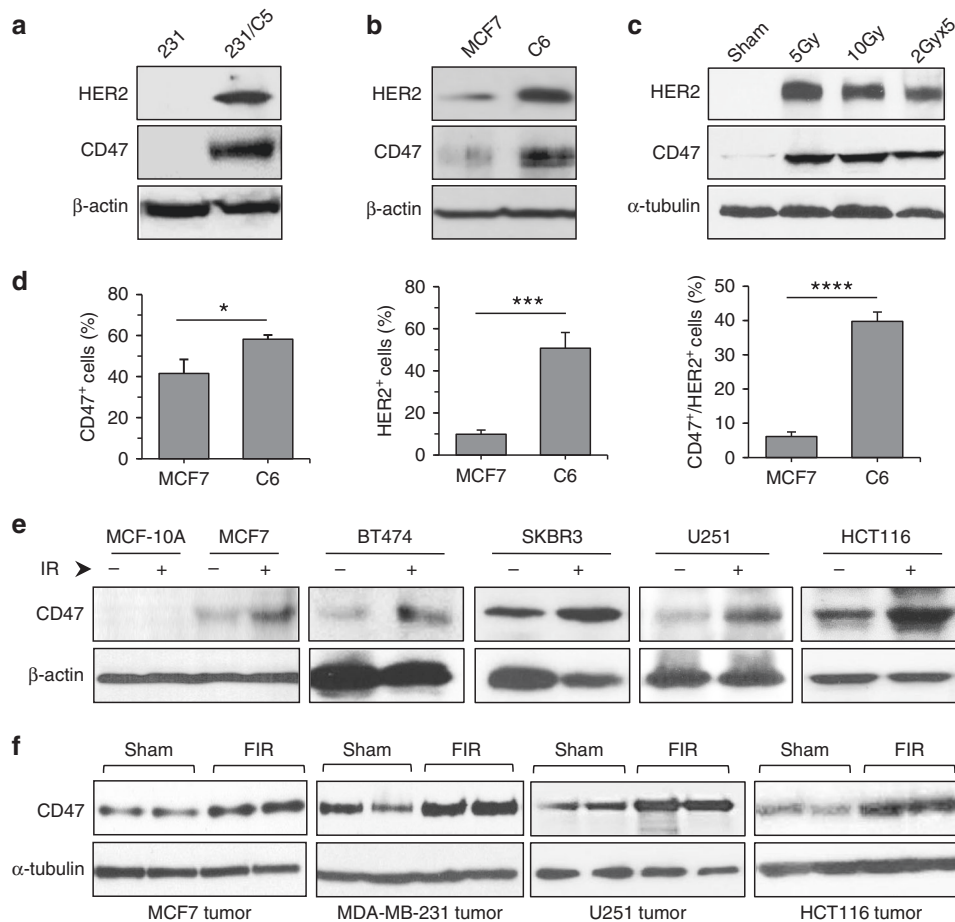 a
231 231/C5
HER2
CD47
β-actin
b
MCF7 C6
HER2
CD47
β-actin
c
Sham 5Gy 10Gy 2Gyx5
HER2
CD47
α-tubulin
d
CD47+ cells (%)
80
60
40
20
0
*
MCF7 C6
HER2+ cells (%)
80
60
40
20
0
***
MCF7 C6
CD47+/HER2+ cells (%)
50
40
30
20
10
0
****
MCF7 C6
e
MCF-10A MCF7 BT474 SKBR3 U251 HCT116
IR ➤ – + – + – + – + – + – +
CD47
β-actin
f
Sham FIR Sham FIR Sham FIR Sham FIR
CD47
α-tubulin
MCF7 tumor MDA-MB-231 tumor U251 tumor HCT116 tumor